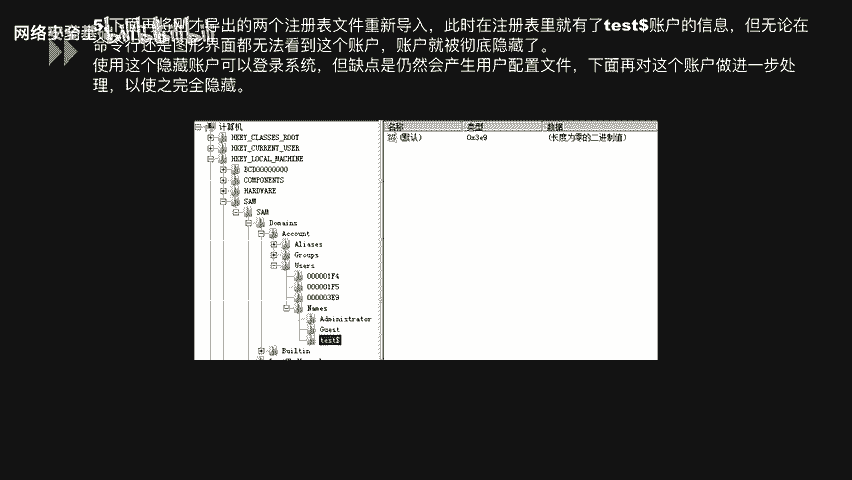 5、下面再将刚才导出的两个注册表文件重新导入，此时在注册表里就有了test$账户的信息，但无论在
命令行还是图形界面都无法看到这个账户，账户就被彻底隐藏了。
使用这个隐藏账户可以登录系统，但缺点是仍然会产生用户配置文件，下面再对这个账户做进一步处
理，以使之完全隐藏。
计算机
HKEY_CLASSES_ROOT
HKEY_CURRENT_USER
HKEY_LOCAL_MACHINE
BCD00000000
COMPONENTS
HARDWARE
SAM
SAM
Domains
Account
Aliases
Groups
Users
000001F4
000001F5
000003E9
Names
Administrator
Guest
test$
Builtin
名称 类型 数据
(默认) 0x3e9 (长度为零的二进制值)